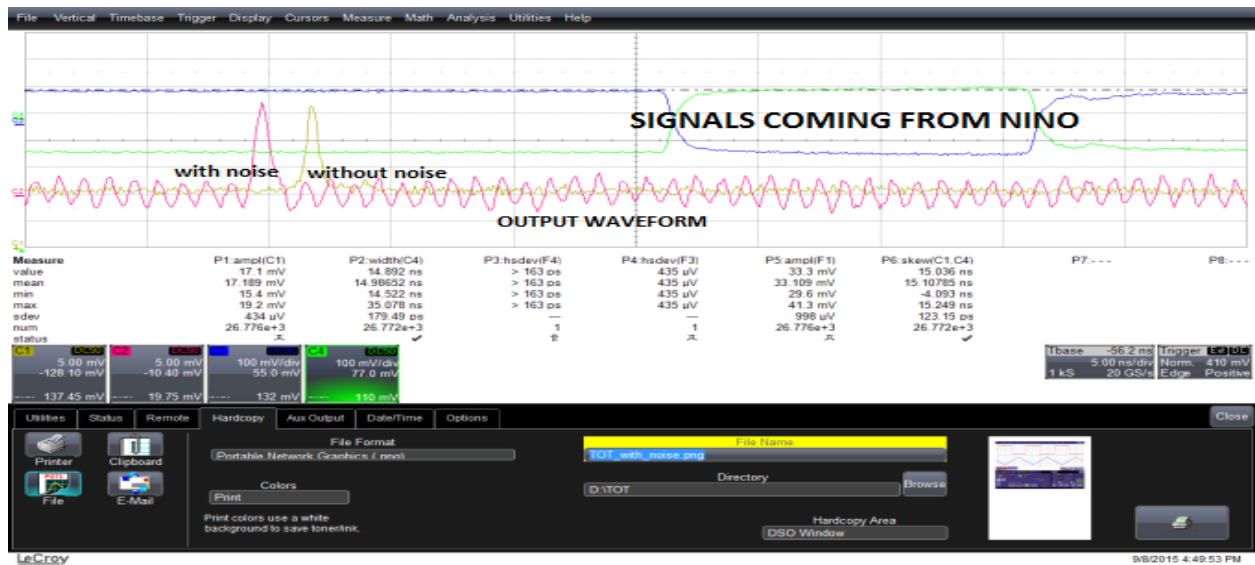 File Vertical Timebase Trigger Display Cursors Measure Math Analysis Utilities Help
SIGNALS COMING FROM NINO
with noise without noise
OUTPUT WAVEFORM
Measure P1:ampl(C1) P2:width(C4) P3:hsdev(F4) P4:hsdev(F3) P5:ampl(F1) P6:skew(C1,C4) P7:- - - P8:- - -
value 17.1 mV 14.892 ns > 163 ps 435 µV 33.3 mV 15.036 ns
mean 17.189 mV 14.98652 ns > 163 ps 435 µV 33.109 mV 15.10785 ns
min 15.4 mV 14.522 ns > 163 ps 435 µV 29.6 mV -4.093 ns
max 19.2 mV 35.078 ns > 163 ps 435 µV 41.3 mV 15.249 ns
sdev 434 µV 179.49 ps --- --- 998 µV 123.15 ps
num 26.776e+3 26.772e+3 1 1 26.776e+3 26.772e+3
status
C1 DC50 C2 DC50 C4 DC50
5.00 mV 5.00 mV 100 mV/div 100 mV/div
-128.10 mV -10.40 mV 55.0 mV 77.0 mV
137.45 mV 19.75 mV 132 mV 110 mV
Tbase -56.2 ns Trigger Ext DC
5.00 ns/div Norm. 410 mV
1 kS 20 GS/s Edge Positive
Utilities Status Remote Hardcopy Aux Output Date/Time Options Close
Printer Clipboard
File E-Mail
File Format
Portable Network Graphics (.png)
Colors
Print
Print colors use a white
background to save toner/ink.
File Name
TOT_with_noise.png
Directory
D:\TOT
Browse
Hardcopy Area
DSO Window
LeCroy 9/8/2015 4:49:53 PM